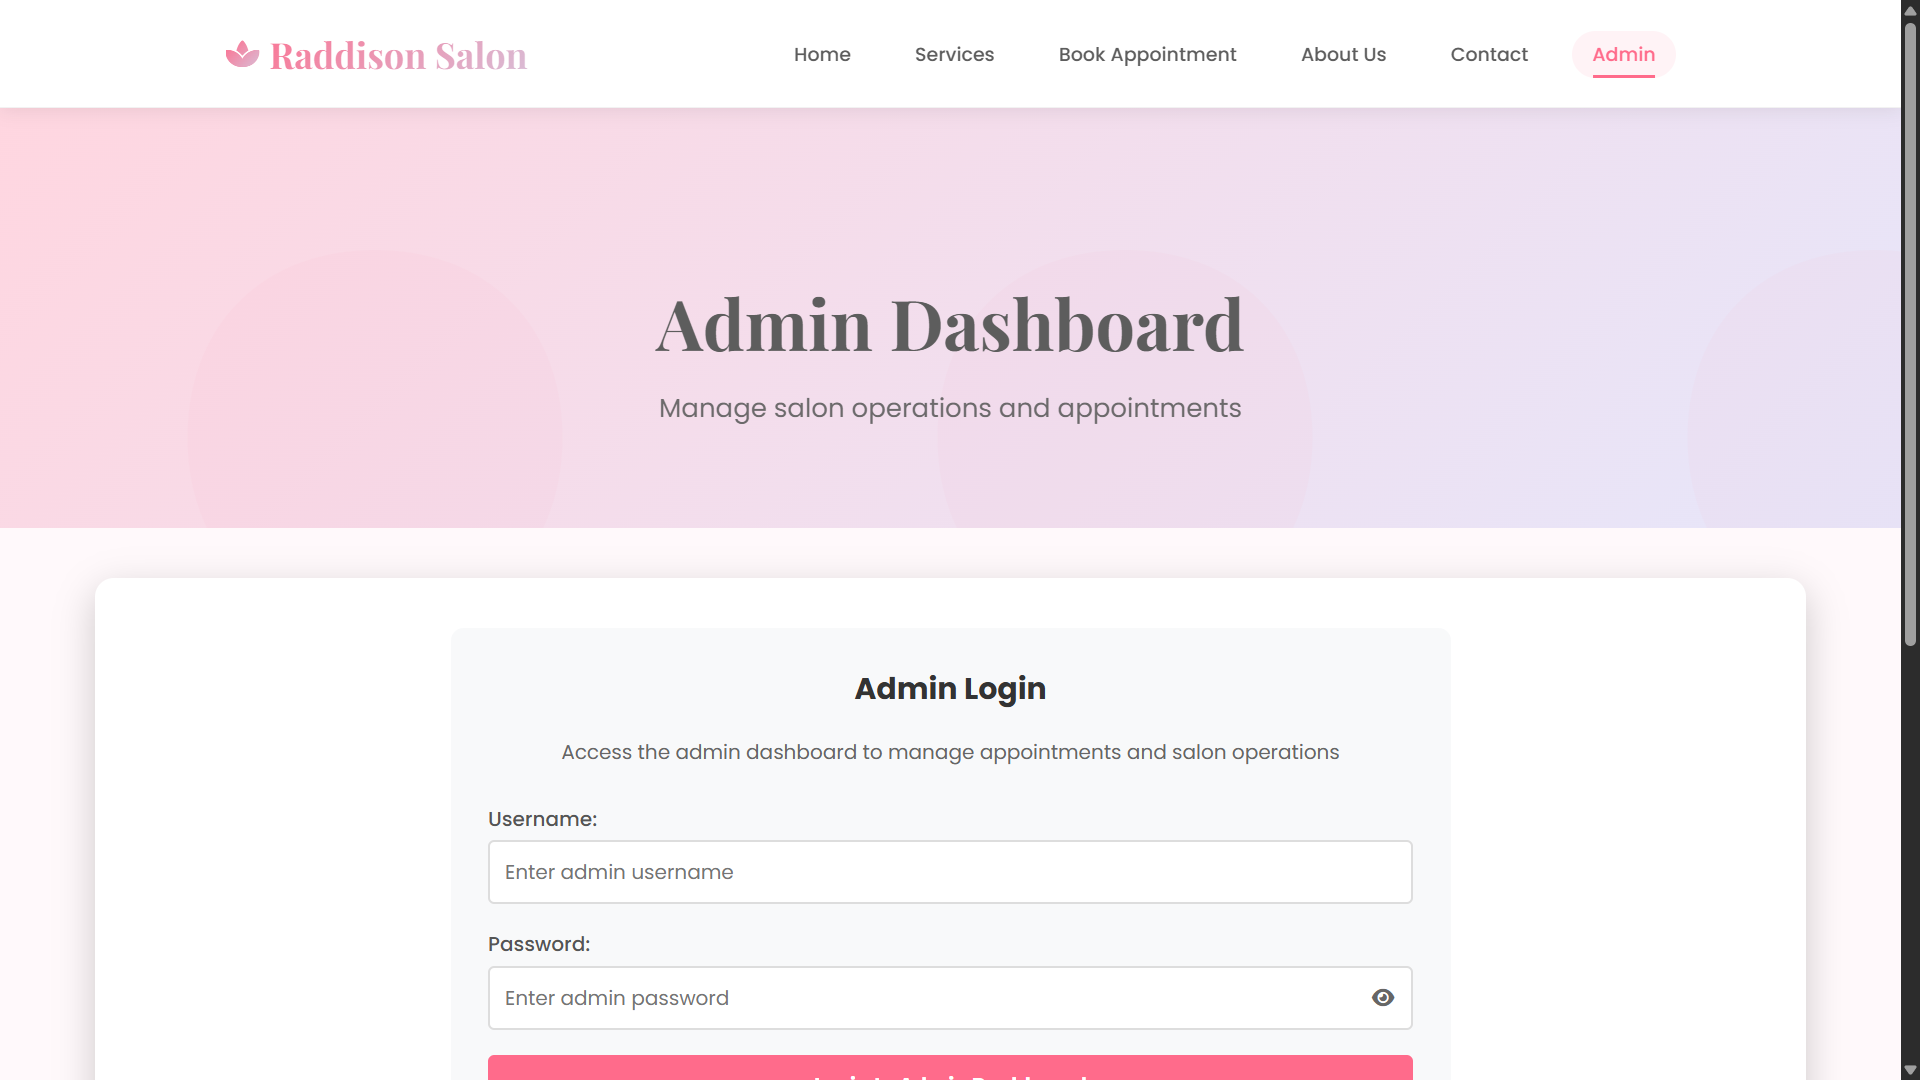 Raddison Salon
Home
Services
Book Appointment
About Us
Contact
Admin
Admin Dashboard
Manage salon operations and appointments
Admin Login
Access the admin dashboard to manage appointments and salon operations
Username:
Enter admin username
Password:
Enter admin password